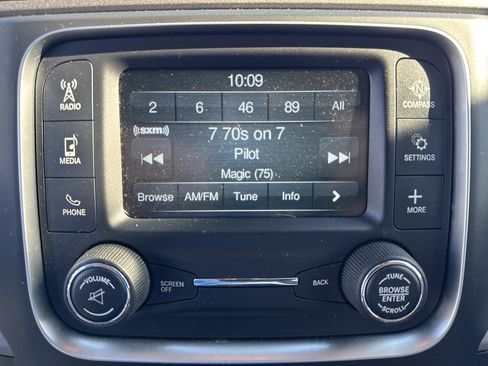 10:09
2 6 46 89 All
((sxm))
7 70s on 7
Pilot
Magic (75)
Browse AM/FM Tune Info >
RADIO
MEDIA
PHONE
N
COMPASS
SETTINGS
+
MORE
VOLUME
SCREEN
OFF
BACK
TUNE
BROWSE
ENTER
SCROLL